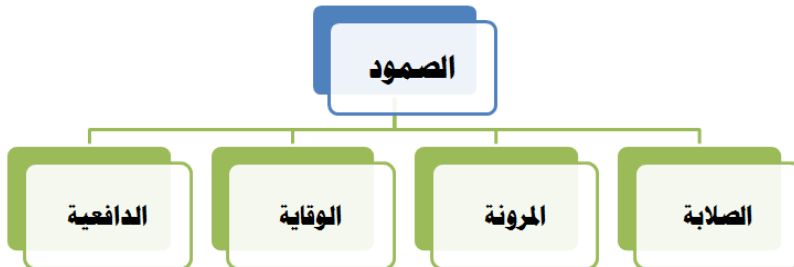 الصمود
الصلابة
المرونة
الوقاية
الدافعية